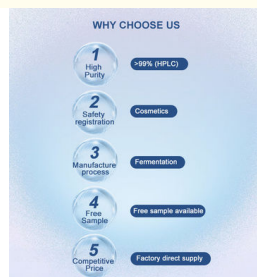 WHY CHOOSE US
1
High
Purity
>99% (HPLC)
2
Safety
registration
Cosmetics
3
Manufacture
process
Fermentation
4
Free
Sample
Free sample available
5
Competitive
Price
Factory direct supply